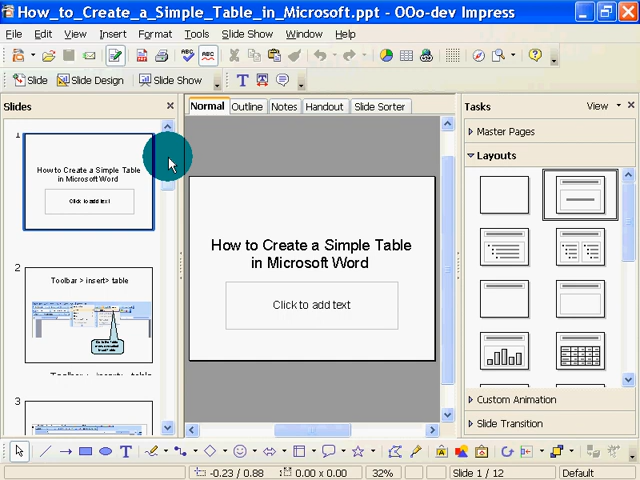 How_to_Create_a_Simple_Table_in_Microsoft.ppt - OOo-dev Impress
File Edit View Insert Format Tools Slide Show Window Help
Slide Slide Design Slide Show
Slides
Normal Outline Notes Handout Slide Sorter
Tasks View
Master Pages
Layouts
1
How to Create a Simple Table
in Microsoft Word
Click to add text
2
Toolbar > insert> table
Toolbar > insert> table
3
How to Create a Simple Table
in Microsoft Word
Click to add text
Custom Animation
Slide Transition
-0.23 / 0.88 0.00 x 0.00 32% Slide 1 / 12 Default